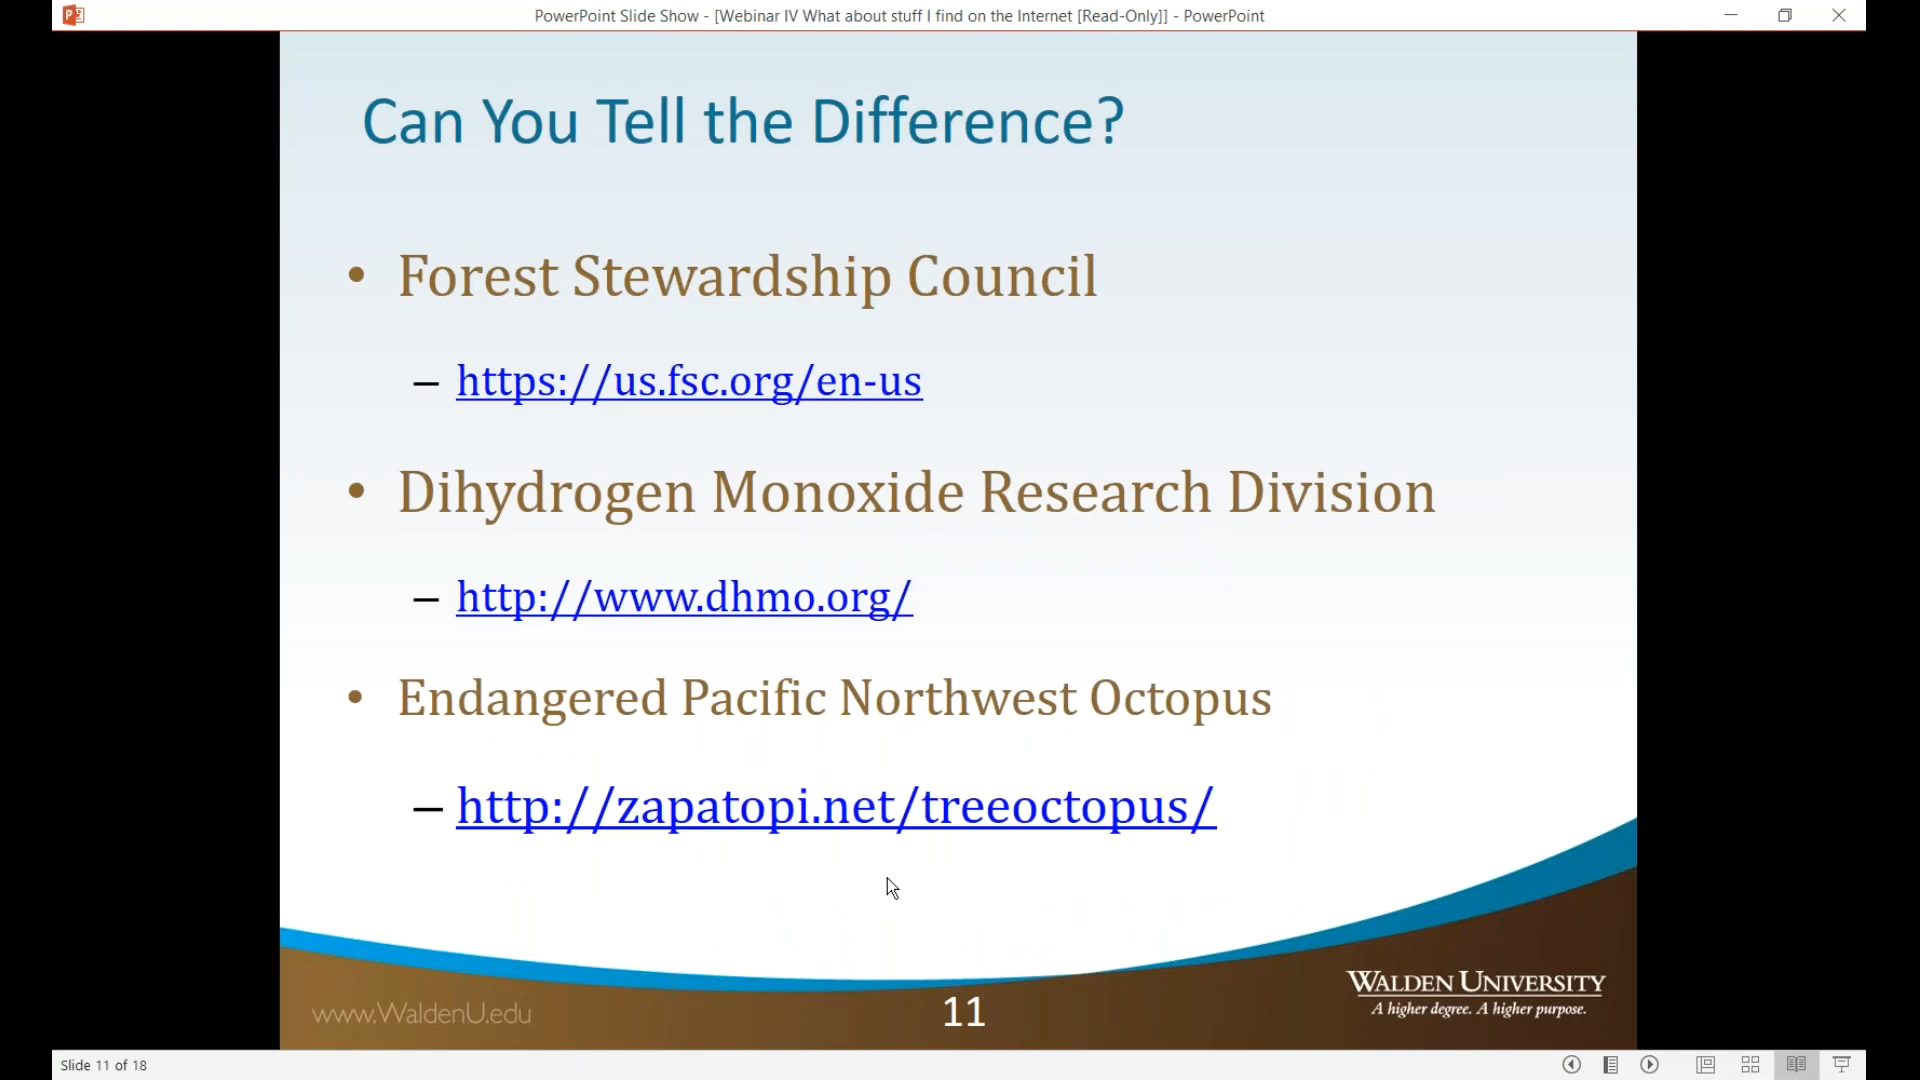 PowerPoint Slide Show - [Webinar IV What about stuff I find on the Internet [Read-Only]] - PowerPoint
Can You Tell the Difference?
• Forest Stewardship Council
– https://us.fsc.org/en-us
• Dihydrogen Monoxide Research Division
– http://www.dhmo.org/
• Endangered Pacific Northwest Octopus
– http://zapatopi.net/treeoctopus/
www.WaldenU.edu
11
WALDEN UNIVERSITY
A higher degree. A higher purpose.
Slide 11 of 18